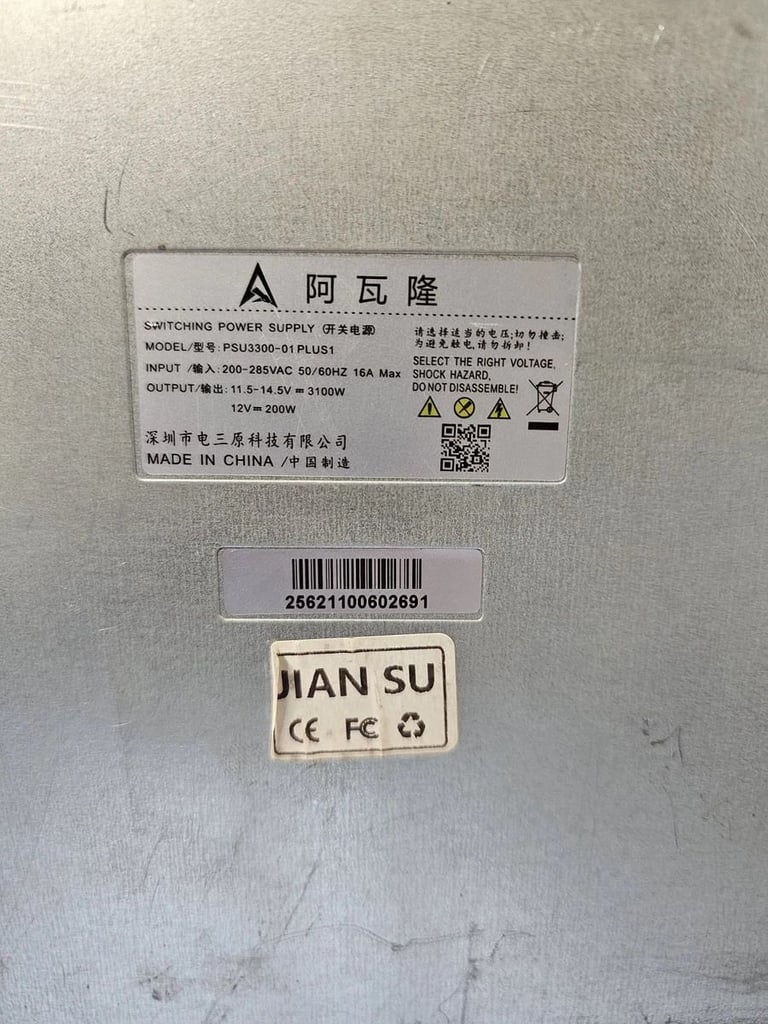 阿瓦隆
SWITCHING POWER SUPPLY (开关电源)
MODEL/型号: PSU3300-01 PLUS1
INPUT /输入: 200-285VAC 50/60HZ 16A Max
OUTPUT/输出: 11.5-14.5V ⎓ 3100W
12V ⎓ 200W
深圳市电三原科技有限公司
MADE IN CHINA /中国制造
请选择适当的电压;切勿撞击;
为避免触电,请勿拆卸!
SELECT THE RIGHT VOLTAGE,
SHOCK HAZARD,
DO NOT DISASSEMBLE!
25621100602691
JIAN SU
CE FC